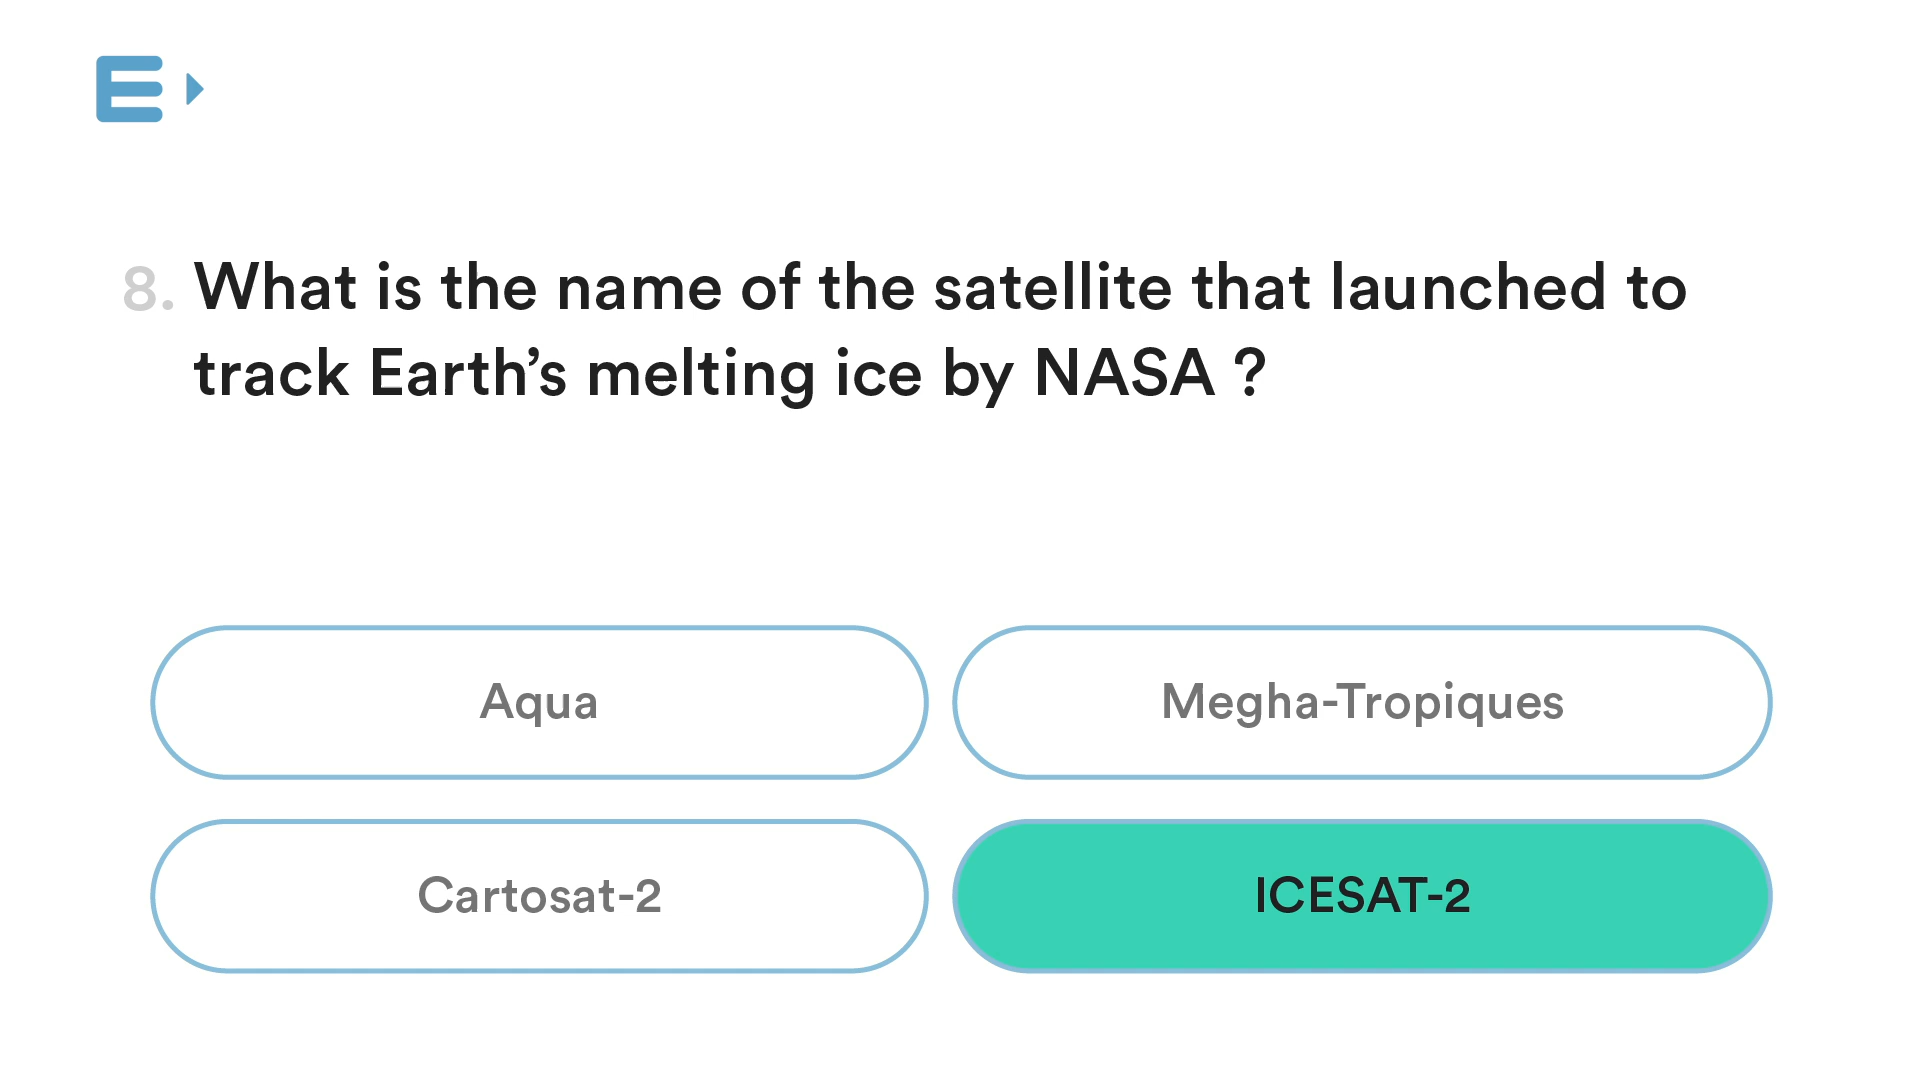 E
8. What is the name of the satellite that launched to
track Earth’s melting ice by NASA ?
Aqua
Megha-Tropiques
Cartosat-2
ICESAT-2